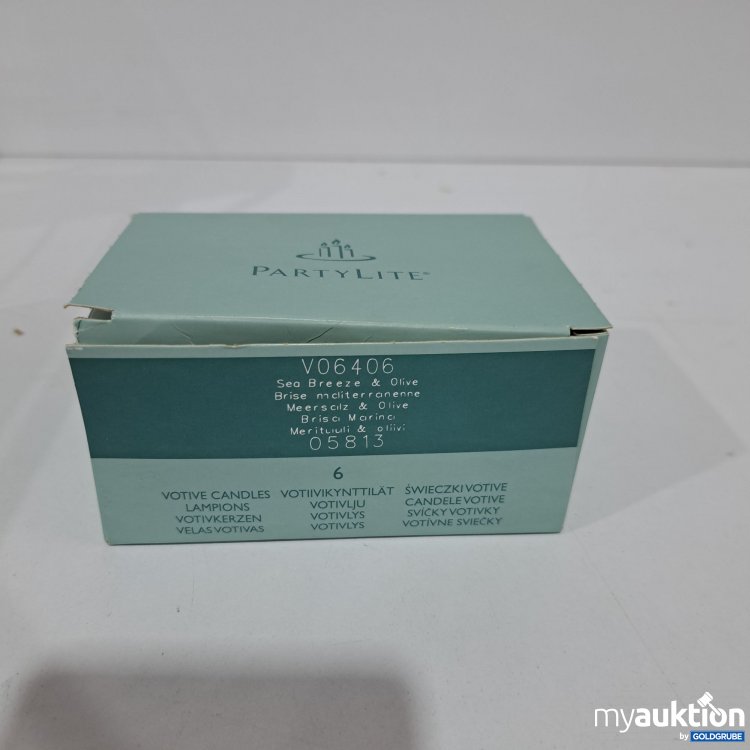 PARTYLITE®
V06406
Sea Breeze & Olive
Brise méditerranenne
Meersalz & Olive
Brisa Marina
Merituuli & oliivi
05813
6
VOTIVE CANDLES VOTIIVIKYNTTILÄT ŚWIECZKI VOTIVE
LAMPIONS VOTIVLJU CANDELE VOTIVE
VOTIVKERZEN VOTIVLYS SVÍČKY VOTIVKY
VELAS VOTIVAS VOTIVLYS VOTÍVNE SVIEČKY
myauktion
by GOLDGRUBE